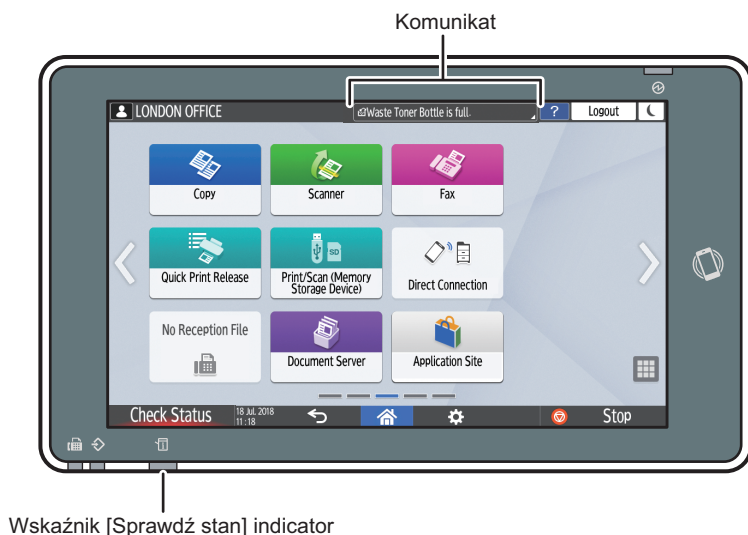 Komunikat
LONDON OFFICE
Waste Toner Bottle is full.
?
Logout
Copy
Scanner
Fax
SD
Quick Print Release
Print/Scan (Memory
Storage Device)
Direct Connection
No Reception File
Document Server
Application Site
Check Status
18 Jul. 2018
11:18
Stop
Wskaźnik [Sprawdź stan] indicator